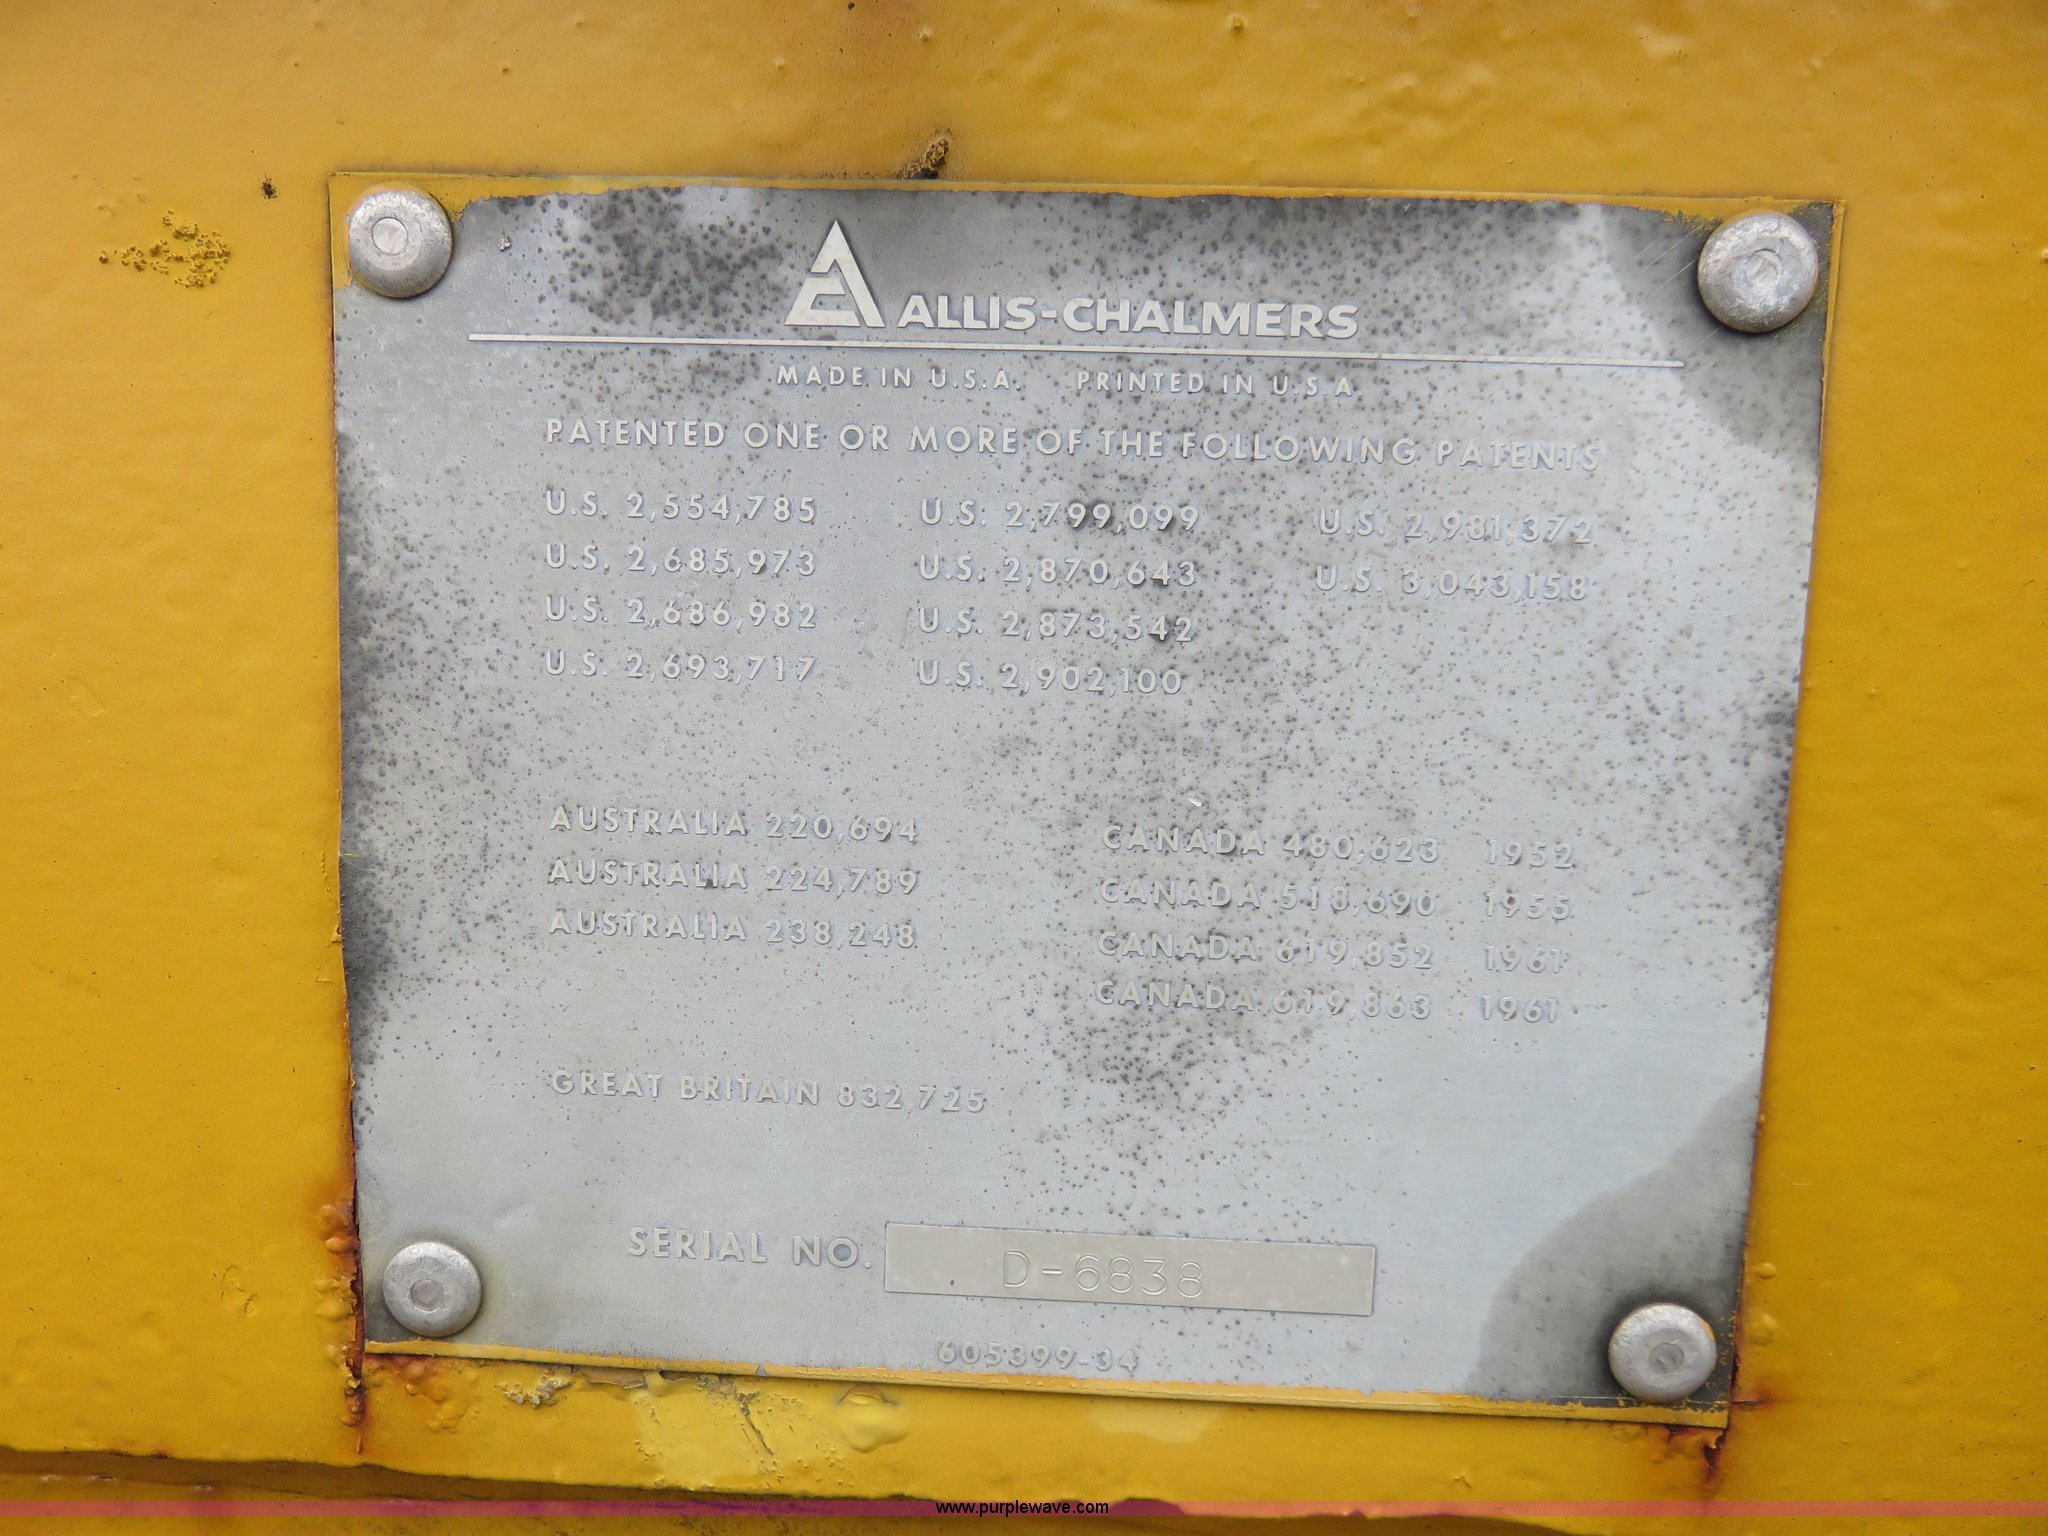 ALLIS-CHALMERS
MADE IN U.S.A. PRINTED IN U.S.A.
PATENTED ONE OR MORE OF THE FOLLOWING PATENTS
U.S. 2,554,785 U.S. 2,799,099 U.S. 2,981,372
U.S. 2,685,973 U.S. 2,870,643 U.S. 3,043,158
U.S. 2,686,982 U.S. 2,873,542
U.S. 2,693,717 U.S. 2,902,100
AUSTRALIA 220,694 CANADA 480,623 1952
AUSTRALIA 224,789 CANADA 518,690 1955
AUSTRALIA 238,248 CANADA 619,852 1961
CANADA 619,863 1961
GREAT BRITAIN 832,725
SERIAL NO. D-6838
605399-34
www.purplewave.com